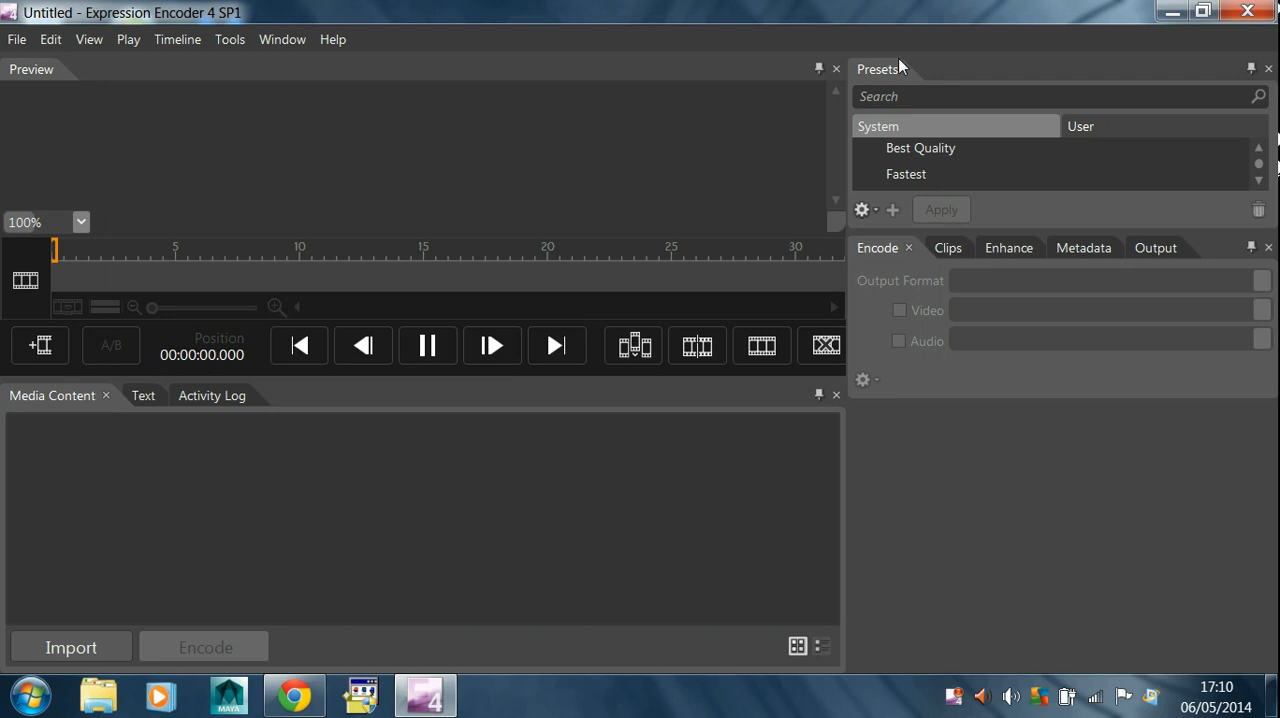 Untitled - Expression Encoder 4 SP1
File Edit View Play Timeline Tools Window Help
Preview
100%
5 10 15 20 25 30
A/B
Position
00:00:00.000
Media Content Text Activity Log
Import Encode
Presets
Search
System User
Best Quality
Fastest
Apply
Encode Clips Enhance Metadata Output
Output Format
Video
Audio
MAYA
4
17:10
06/05/2014